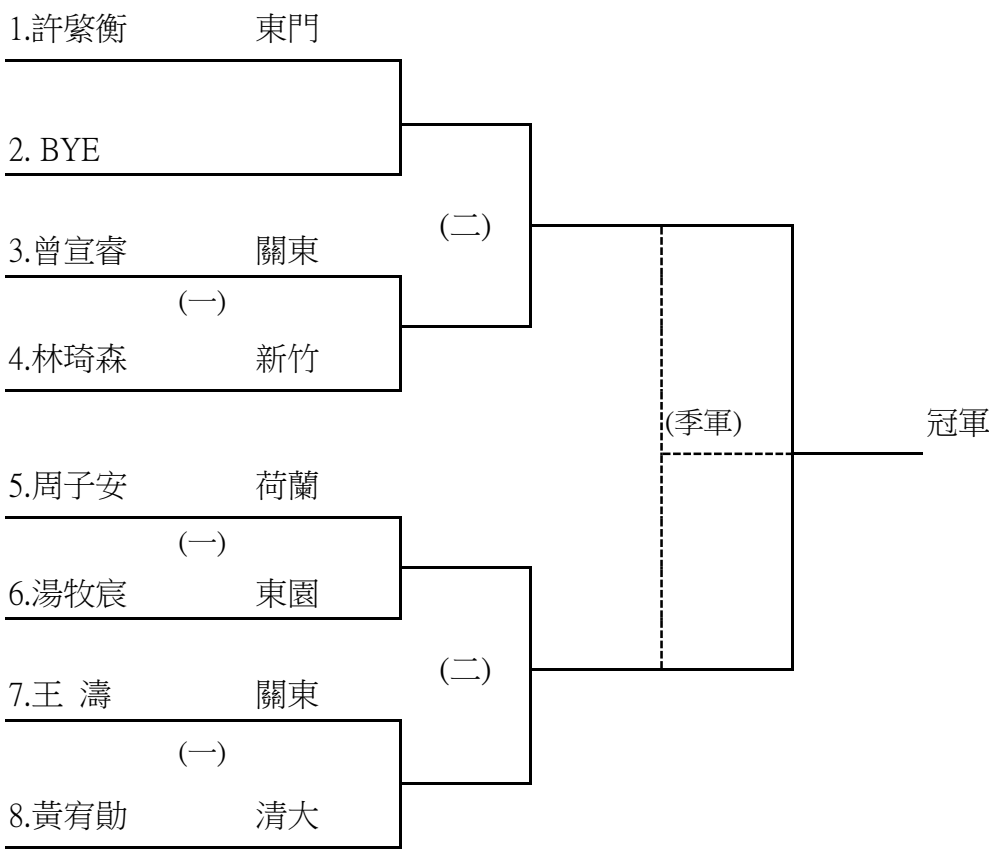 1.許綮衡 東門
2. BYE
(二)
3.曾宣睿 關東
(一)
4.林琦森 新竹
(季軍) 冠軍
5.周子安 荷蘭
(一)
6.湯牧宸 東園
(二)
7.王 濤 關東
(一)
8.黃宥勛 清大